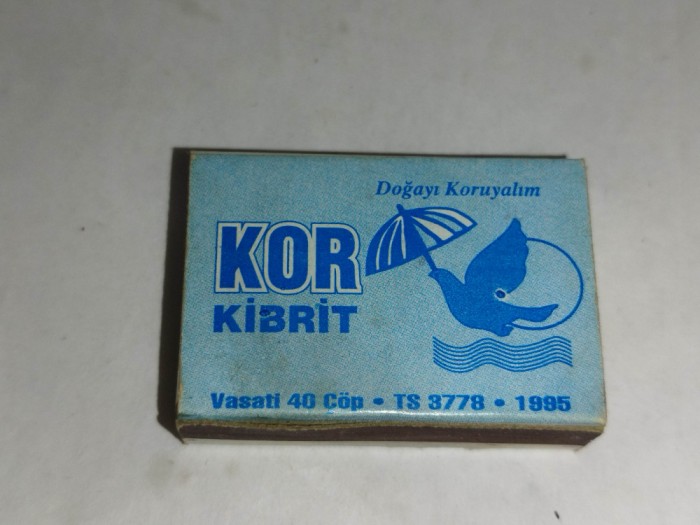 Doğayı Koruyalım
KOR
KİBRİT
Vasati 40 Çöp • TS 3778 • 1995